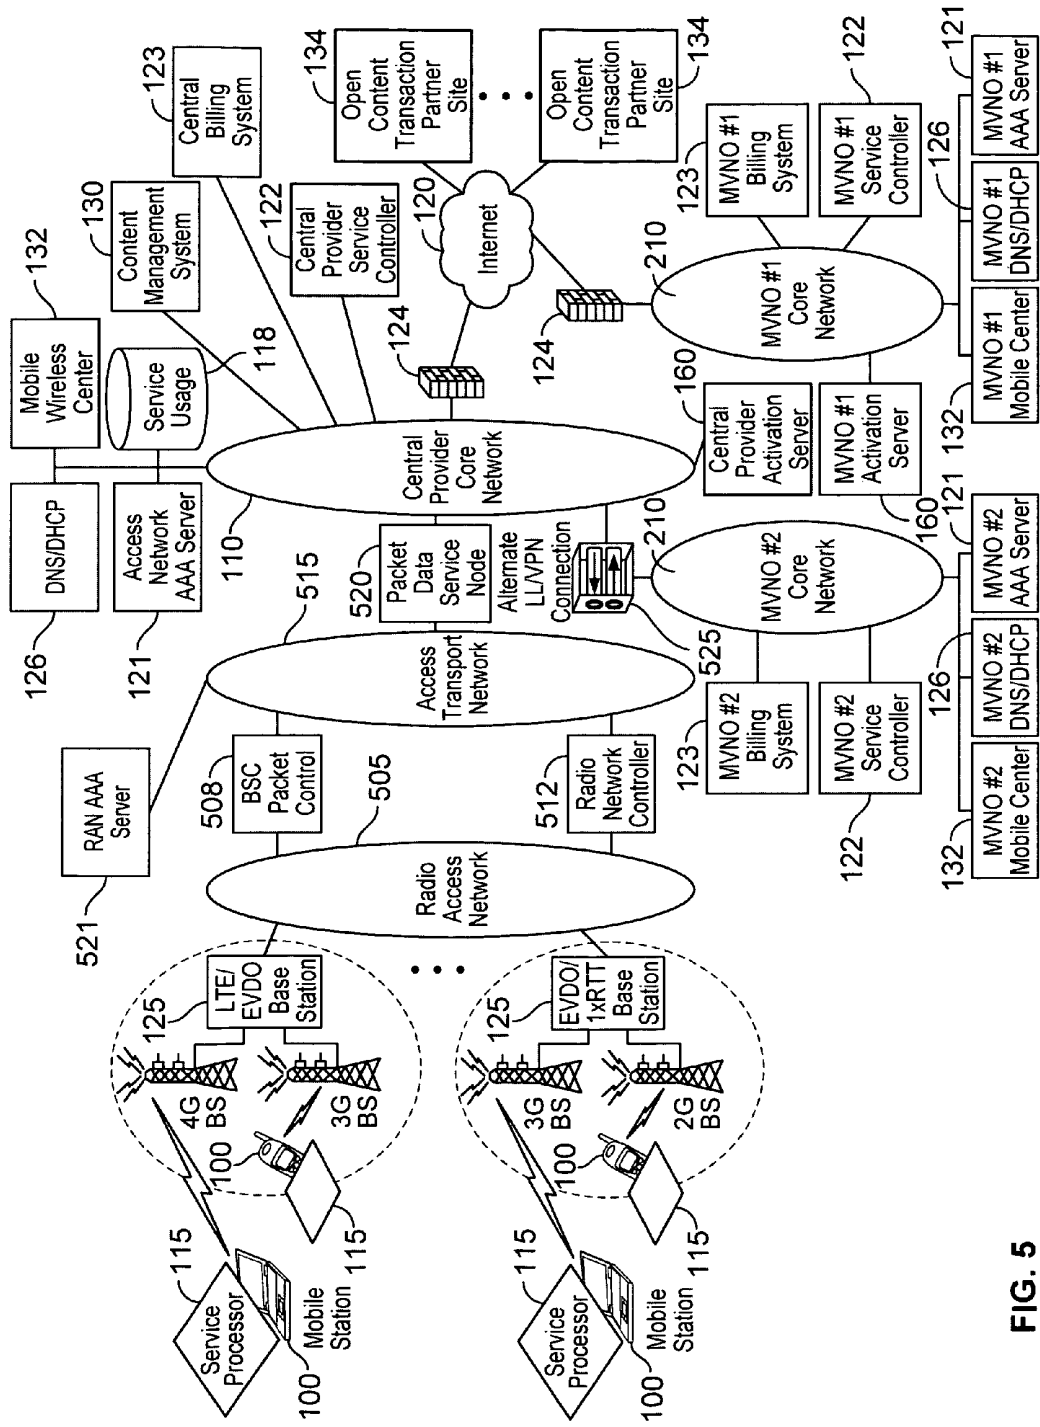 Service
Processor
115
100
Mobile
Station
115
100
4G
BS
3G
BS
125
LTE/
EVDO
Base
Station
521
RAN AAA
Server
508
BSC
Packet
Control
505
Radio
Access
Network
512
Radio
Network
Controller
515
Access
Transport
Network
126
DNS/DHCP
132
Mobile
Wireless
Center
121
Access
Network
AAA Server
118
Service
Usage
110
Central
Provider
Core
Network
520
Packet
Data
Service
Node
130
Content
Management
System
123
Central
Billing
System
122
Central
Provider
Service
Controller
124
120
Internet
134
Open
Content
Transaction
Partner
Site
134
Open
Content
Transaction
Partner
Site
Service
Processor
115
100
Mobile
Station
115
100
3G
BS
2G
BS
125
EVDO/
1xRTT
Base
Station
Alternate
LL/VPN
Connection
525
210
MVNO #2
Core
Network
123
MVNO #2
Billing
System
122
MVNO #2
Service
Controller
132
MVNO #2
Mobile Center
126
MVNO #2
DNS/DHCP
121
MVNO #2
AAA Server
160
Central
Provider
Activation
Server
160
MVNO #1
Activation
Server
124
210
MVNO #1
Core
Network
123
MVNO #1
Billing
System
122
MVNO #1
Service
Controller
132
MVNO #1
Mobile Center
126
MVNO #1
DNS/DHCP
121
MVNO #1
AAA Server
FIG. 5